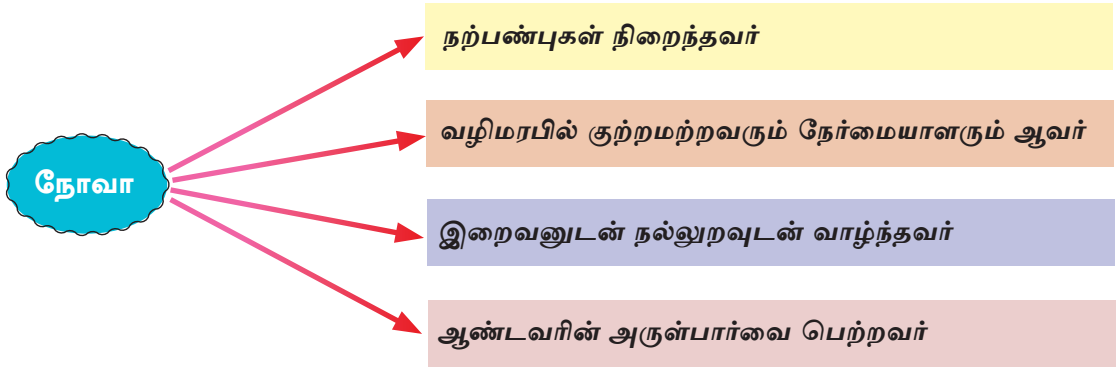 நற்பண்புகள் நிறைந்தவர்
வழிமரபில் குற்றமற்றவரும் நேர்மையாளரும் ஆவர்
நோவா
இறைவனுடன் நல்லுறவுடன் வாழ்ந்தவர்
ஆண்டவரின் அருள்பார்வை பெற்றவர்